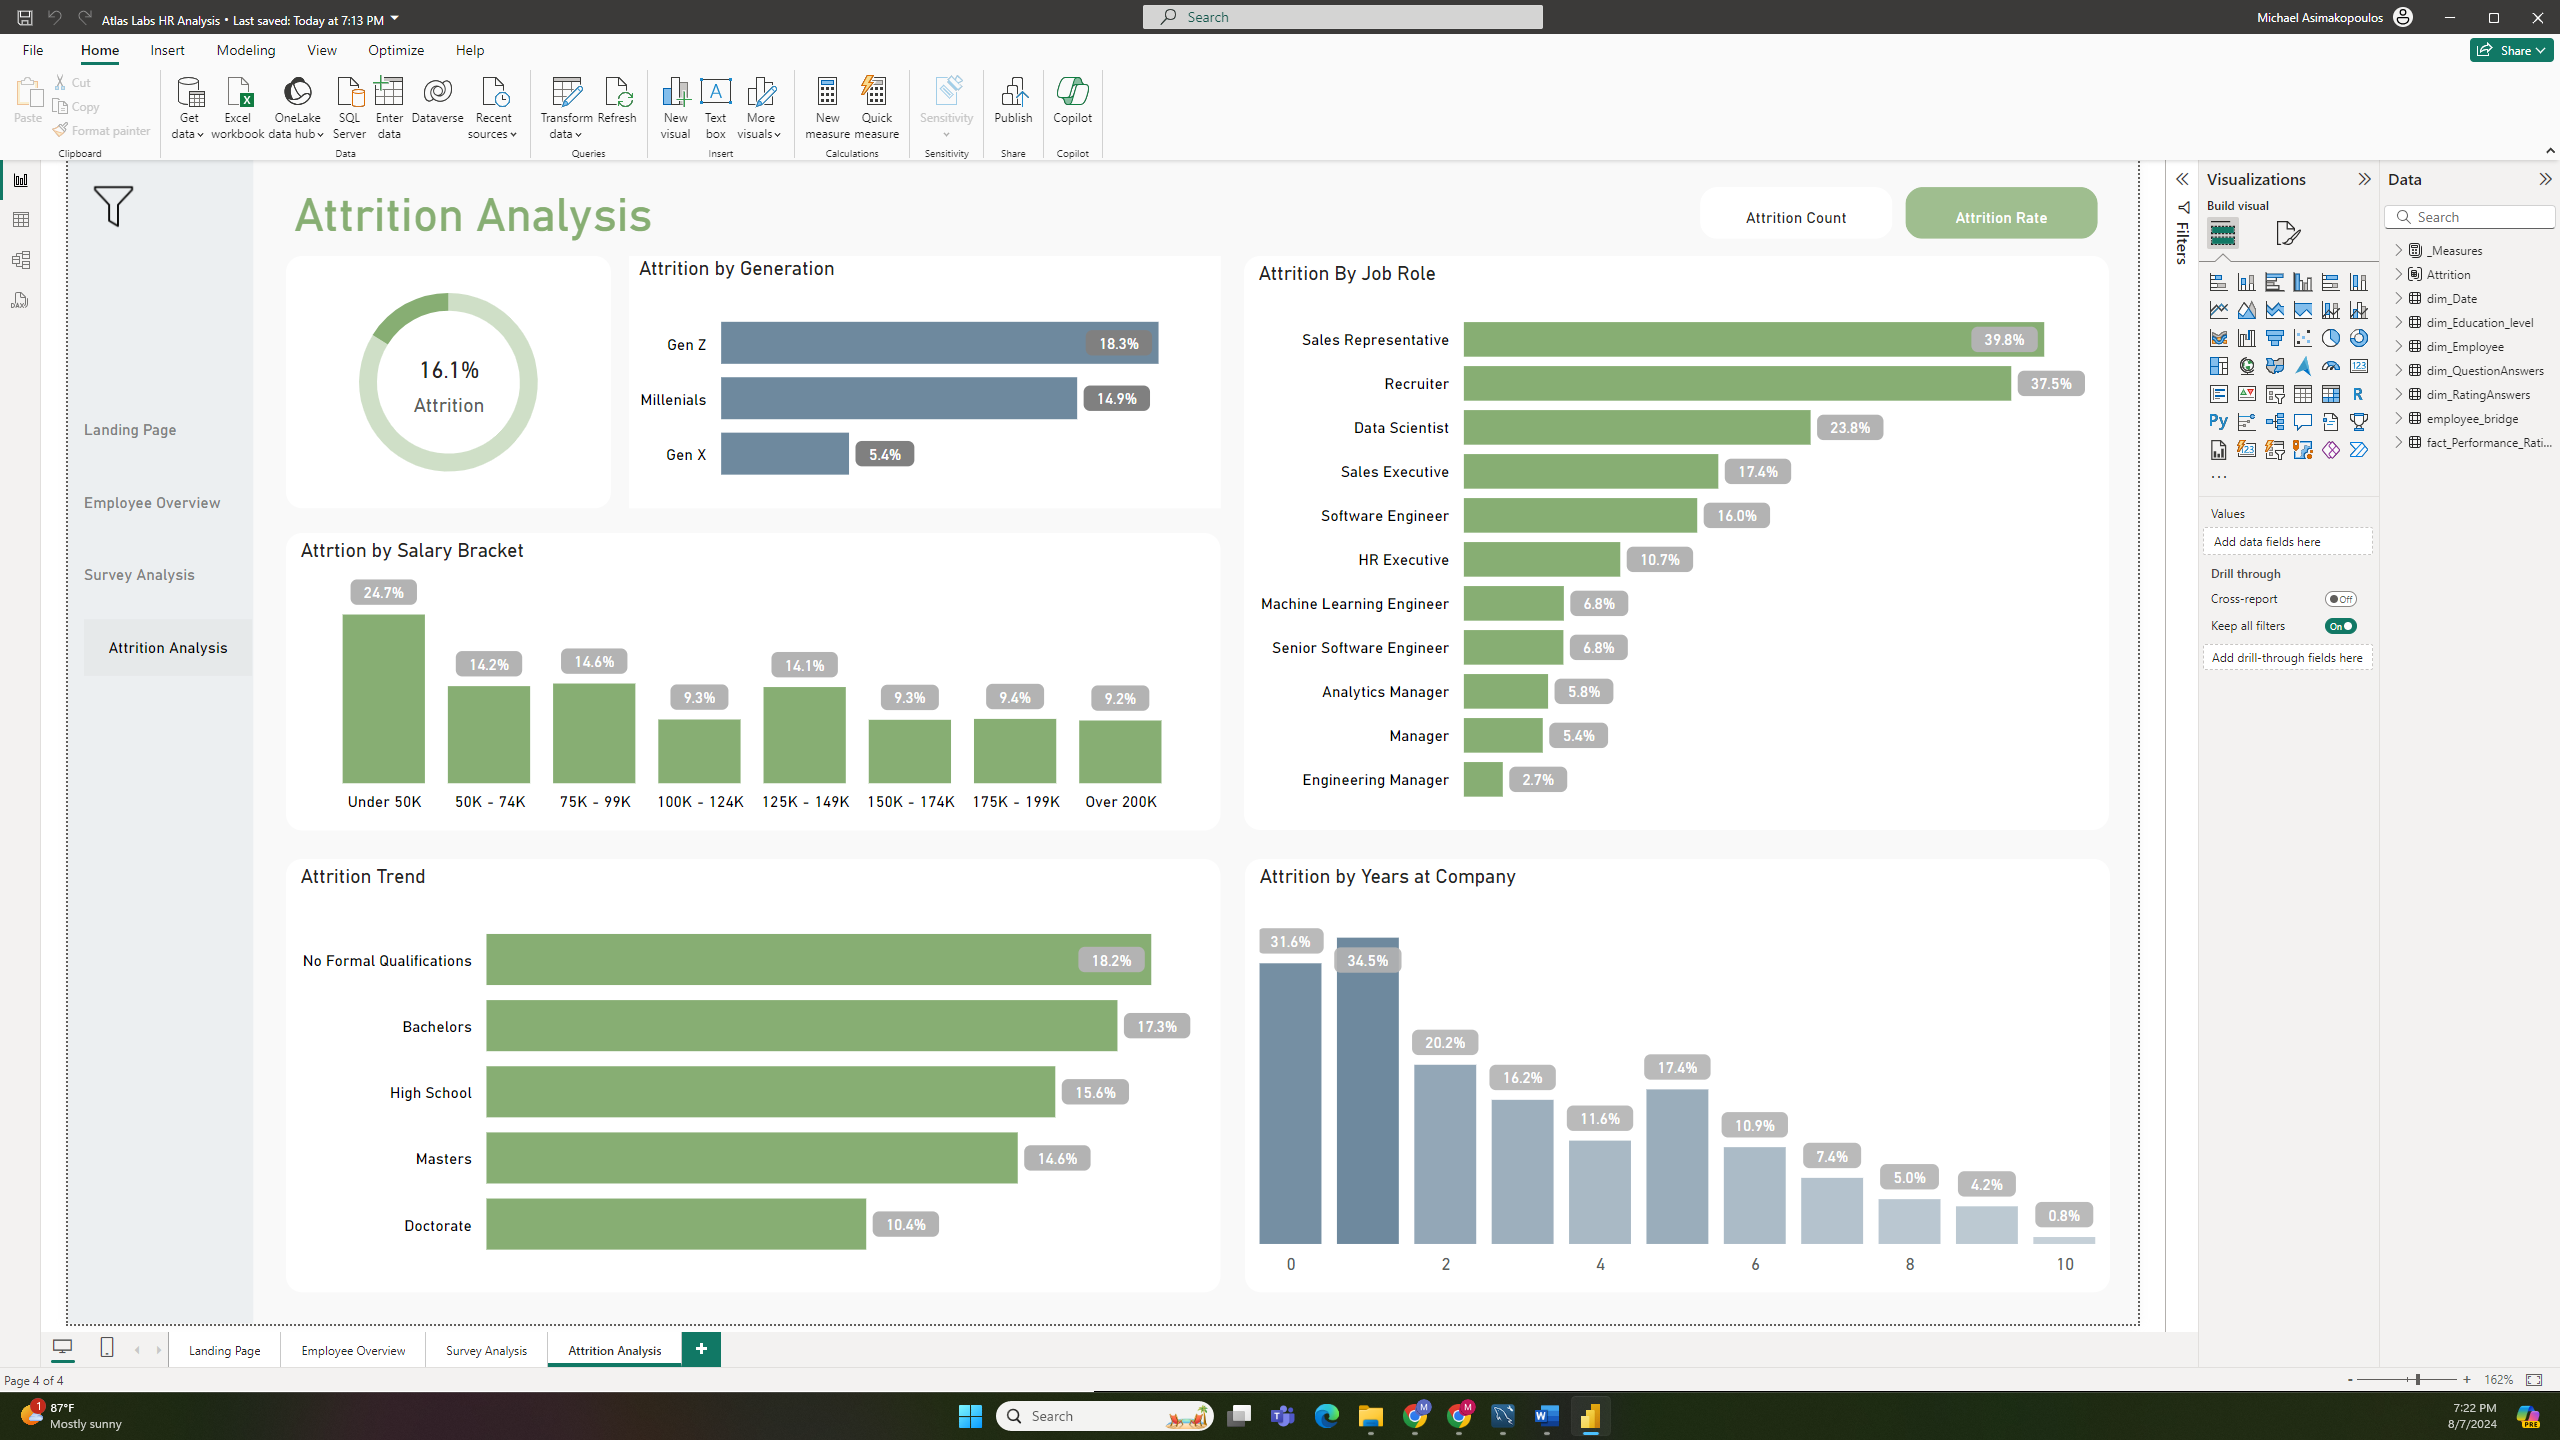 Atlas Labs HR Analysis • Last saved: Today at 7:13 PM
Search
Michael Asimakopoulos
File Home Insert Modeling View Optimize Help
Share
Paste
Cut
Copy
Format painter
Clipboard
Get data
Excel workbook
OneLake data hub
SQL Server
Enter data
Dataverse
Recent sources
Data
Transform data
Refresh
Queries
New visual
Text box
More visuals
Insert
New measure
Quick measure
Calculations
Sensitivity
Sensitivity
Publish
Share
Copilot
Copilot
Landing Page
Employee Overview
Survey Analysis
Attrition Analysis
Attrition Analysis
Attrition Count
Attrition Rate
16.1%
Attrition
Attrition by Generation
Gen Z 18.3%
Millenials 14.9%
Gen X 5.4%
Attrition By Job Role
Sales Representative 39.8%
Recruiter 37.5%
Data Scientist 23.8%
Sales Executive 17.4%
Software Engineer 16.0%
HR Executive 10.7%
Machine Learning Engineer 6.8%
Senior Software Engineer 6.8%
Analytics Manager 5.8%
Manager 5.4%
Engineering Manager 2.7%
Attrtion by Salary Bracket
24.7% 14.2% 14.6% 9.3% 14.1% 9.3% 9.4% 9.2%
Under 50K 50K - 74K 75K - 99K 100K - 124K 125K - 149K 150K - 174K 175K - 199K Over 200K
Attrition Trend
No Formal Qualifications 18.2%
Bachelors 17.3%
High School 15.6%
Masters 14.6%
Doctorate 10.4%
Attrition by Years at Company
31.6% 34.5% 20.2% 16.2% 11.6% 17.4% 10.9% 7.4% 5.0% 4.2% 0.8%
0 2 4 6 8 10
Filters
Visualizations
Build visual
123
R
Py
123
...
Values
Add data fields here
Drill through
Cross-report Off
Keep all filters On
Add drill-through fields here
Data
Search
_Measures
Attrition
dim_Date
dim_Education_level
dim_Employee
dim_QuestionAnswers
dim_RatingAnswers
employee_bridge
fact_Performance_Rati...
DAX
Landing Page Employee Overview Survey Analysis Attrition Analysis +
Page 4 of 4
- + 162%
1
87°F
Mostly sunny
Search
M
M
W
7:22 PM
8/7/2024
PRE